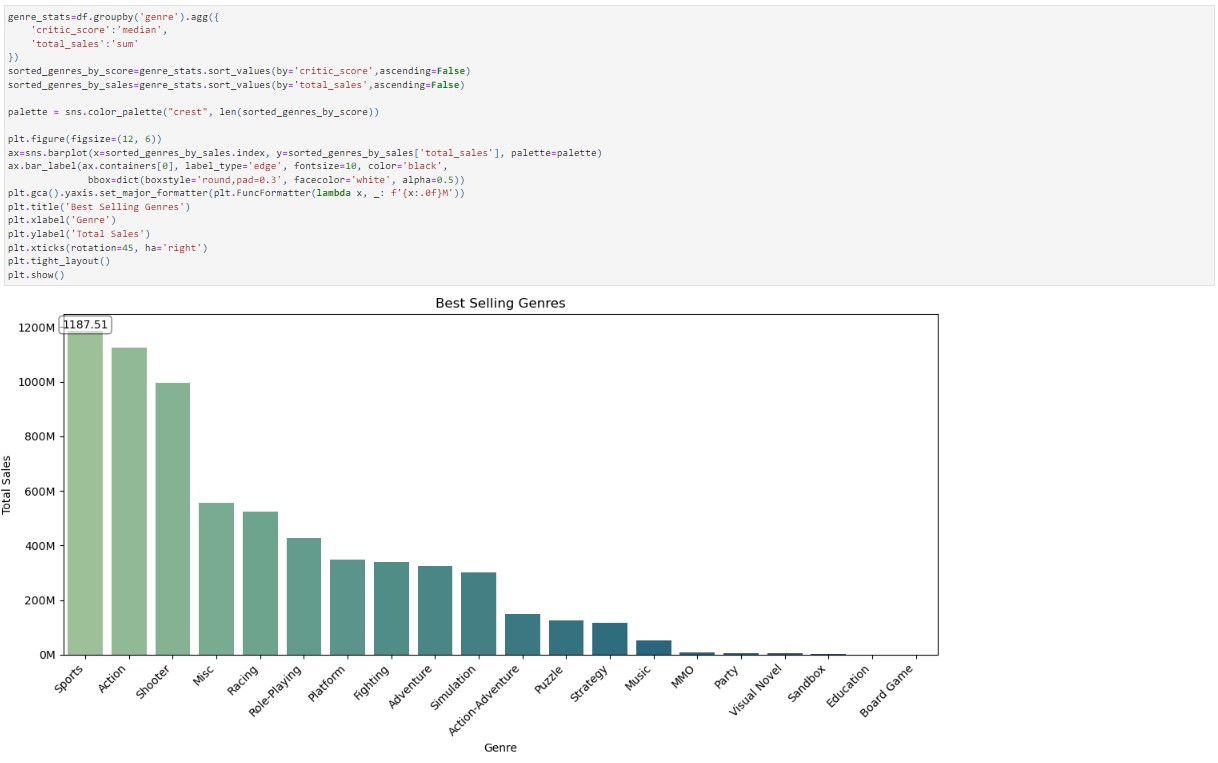 genre_stats=df.groupby('genre').agg({
    'critic_score':'median',
    'total_sales':'sum'
})
sorted_genres_by_score=genre_stats.sort_values(by='critic_score',ascending=False)
sorted_genres_by_sales=genre_stats.sort_values(by='total_sales',ascending=False)

palette = sns.color_palette("crest", len(sorted_genres_by_score))

plt.figure(figsize=(12, 6))
ax=sns.barplot(x=sorted_genres_by_sales.index, y=sorted_genres_by_sales['total_sales'], palette=palette)
ax.bar_label(ax.containers[0], label_type='edge', fontsize=10, color='black',
             bbox=dict(boxstyle='round,pad=0.3', facecolor='white', alpha=0.5))
plt.gca().yaxis.set_major_formatter(plt.FuncFormatter(lambda x, _: f'{x:.0f}M'))
plt.title('Best Selling Genres')
plt.xlabel('Genre')
plt.ylabel('Total Sales')
plt.xticks(rotation=45, ha='right')
plt.tight_layout()
plt.show()
Best Selling Genres
1187.51
1200M
1000M
800M
600M
400M
200M
0M
Total Sales
Sports
Action
Shooter
Misc
Racing
Role-Playing
Platform
Fighting
Adventure
Simulation
Action-Adventure
Puzzle
Strategy
Music
MMO
Party
Visual Novel
Sandbox
Education
Board Game
Genre